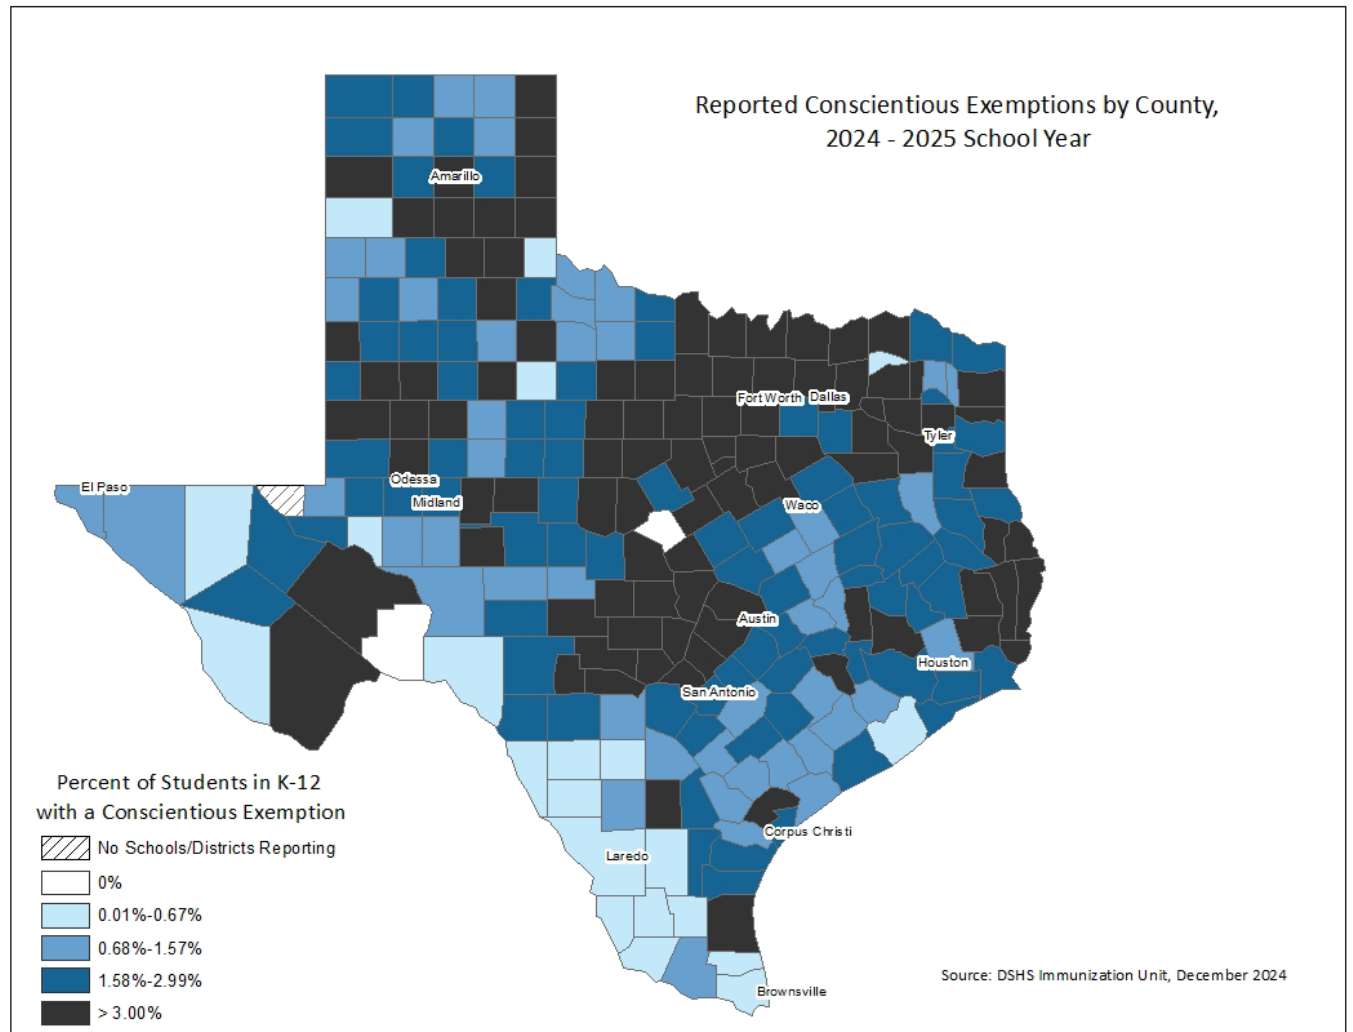 Reported Conscientious Exemptions by County,
2024 - 2025 School Year
Amarillo
Fort Worth
Dallas
Tyler
Odessa
El Paso
Midland
Waco
Austin
Houston
San Antonio
Percent of Students in K-12
with a Conscientious Exemption
No Schools/Districts Reporting
0%
0.01%-0.67%
0.68%-1.57%
1.58%-2.99%
> 3.00%
Corpus Christi
Laredo
Brownsville
Source: DSHS Immunization Unit, December 2024